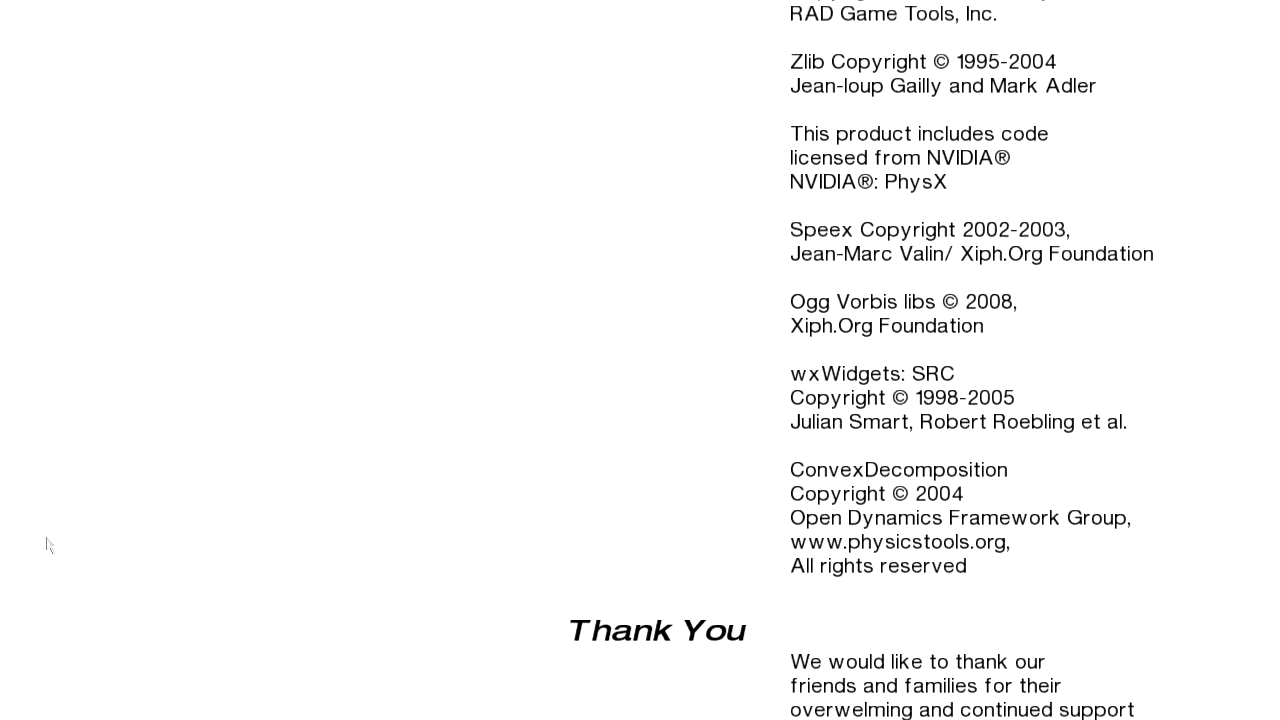 RAD Game Tools, Inc.
Zlib Copyright © 1995-2004
Jean-loup Gailly and Mark Adler
This product includes code
licensed from NVIDIA®
NVIDIA®: PhysX
Speex Copyright 2002-2003,
Jean-Marc Valin/ Xiph.Org Foundation
Ogg Vorbis libs © 2008,
Xiph.Org Foundation
wxWidgets: SRC
Copyright © 1998-2005
Julian Smart, Robert Roebling et al.
ConvexDecomposition
Copyright © 2004
Open Dynamics Framework Group,
www.physicstools.org,
All rights reserved
Thank You
We would like to thank our
friends and families for their
overwelming and continued support